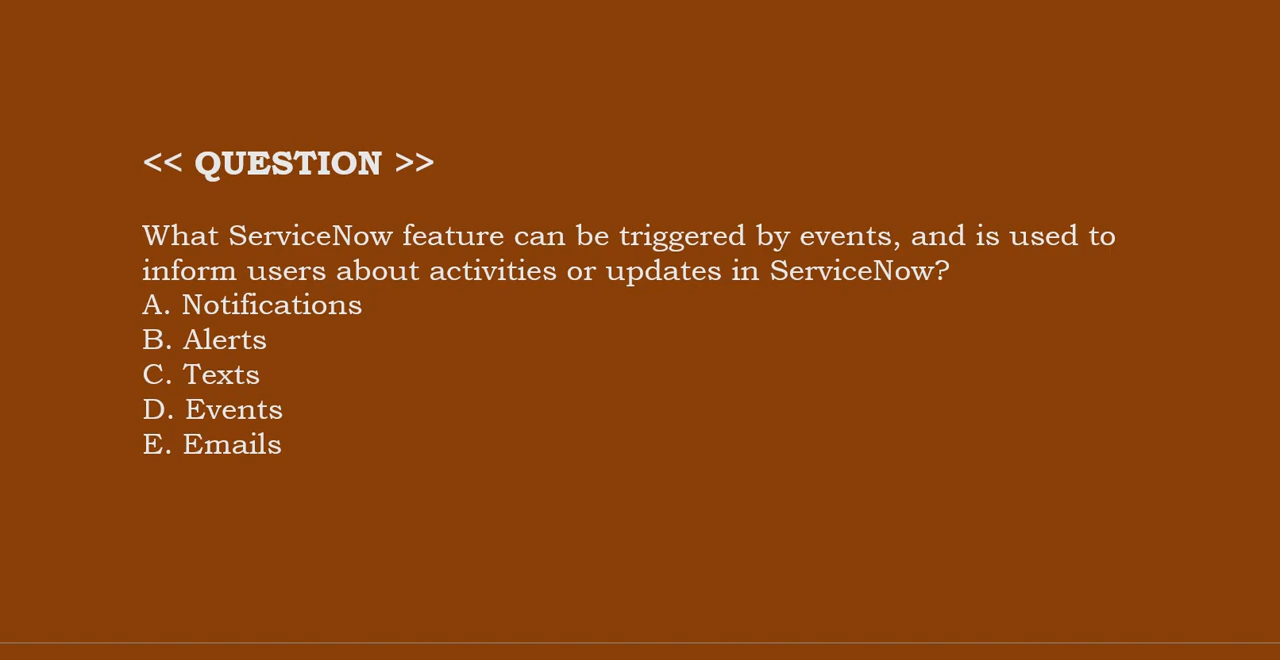 << QUESTION >>
What ServiceNow feature can be triggered by events, and is used to
inform users about activities or updates in ServiceNow?
A. Notifications
B. Alerts
C. Texts
D. Events
E. Emails